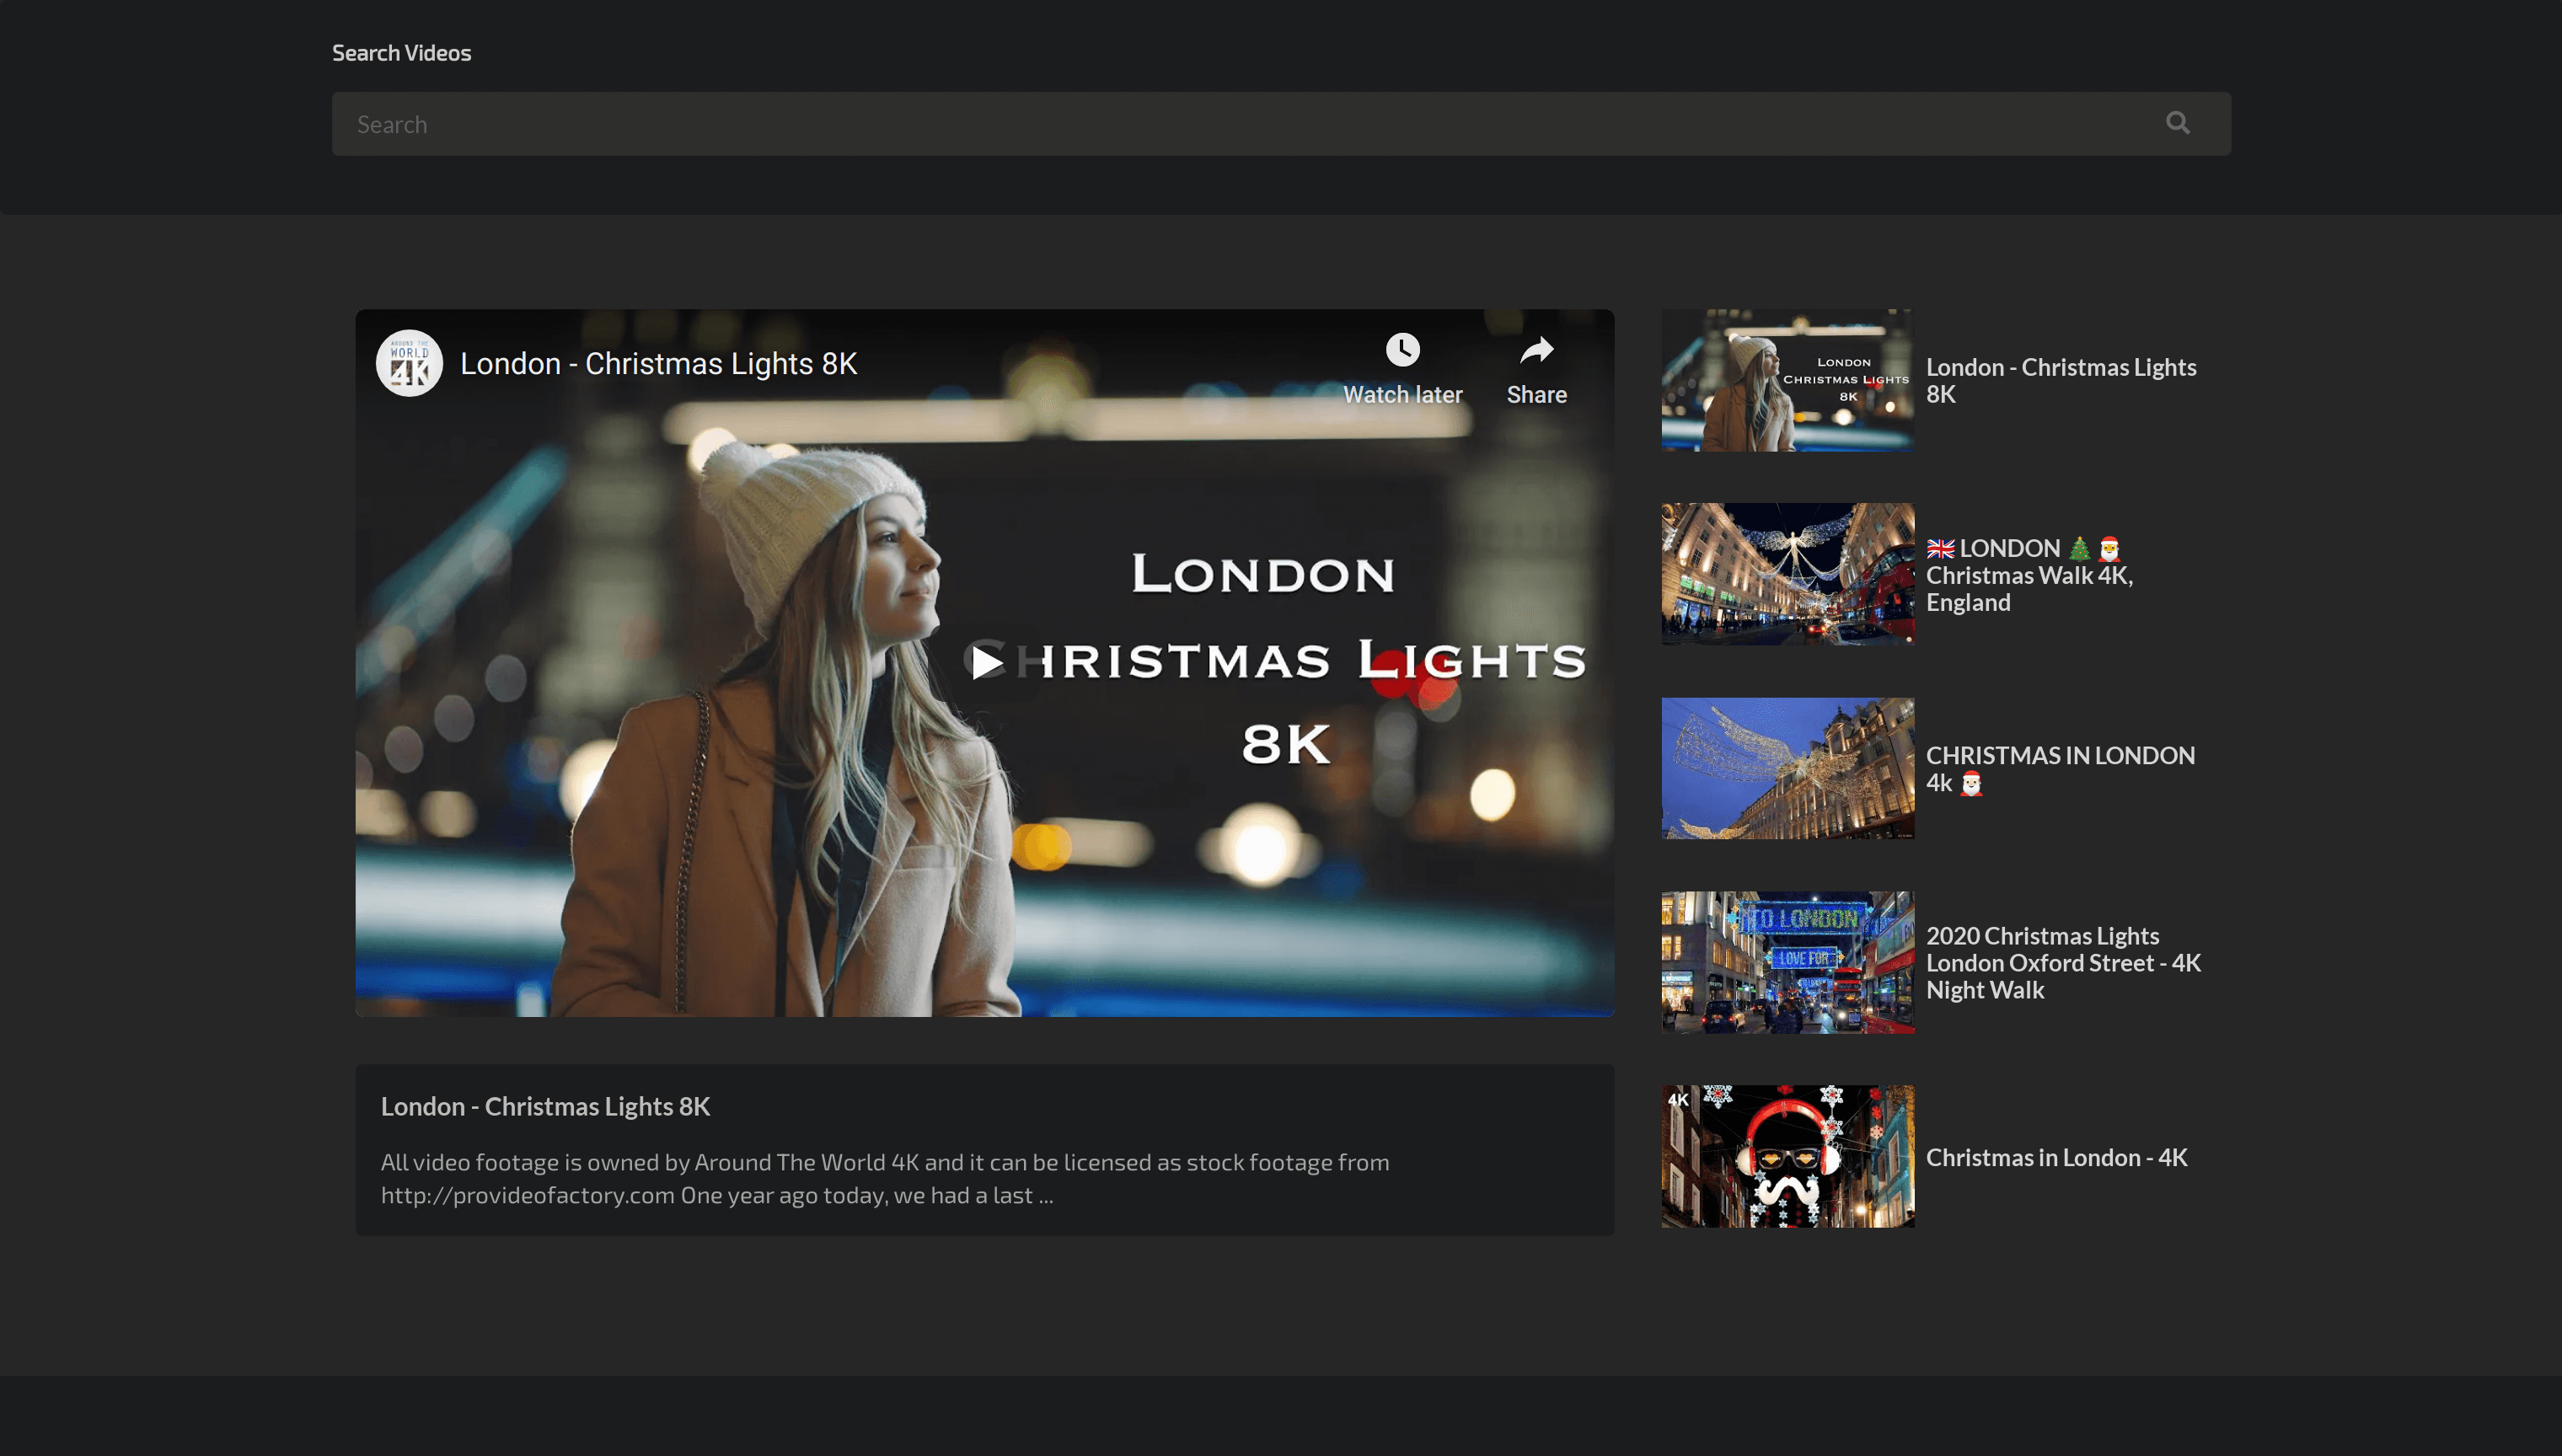 Search Videos
Search
AROUND THE
WORLD
4K
London - Christmas Lights 8K
Watch later
Share
LONDON
CHRISTMAS LIGHTS
8K
London - Christmas Lights 8K
All video footage is owned by Around The World 4K and it can be licensed as stock footage from
http://provideofactory.com One year ago today, we had a last ...
LONDON
CHRISTMAS LIGHTS
8K
London - Christmas Lights
8K
🇬🇧 LONDON 🎄🎅
Christmas Walk 4K,
England
CHRISTMAS IN LONDON
4k 🎅🏻
TO LONDON
LOVE FOR
2020 Christmas Lights
London Oxford Street - 4K
Night Walk
4K
Christmas in London - 4K